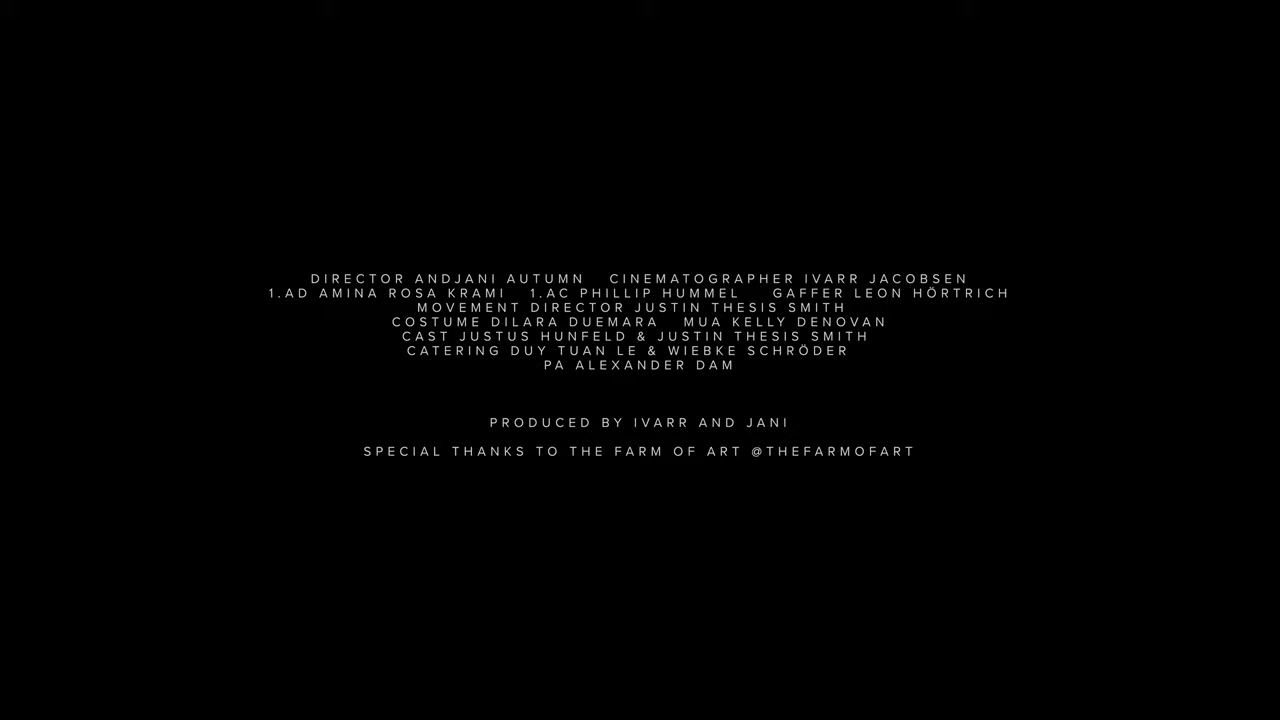 DIRECTOR ANDJANI AUTUMN CINEMATOGRAPHER IVARR JACOBSEN
1.AD AMINA ROSA KRAMI 1.AC PHILLIP HUMMEL GAFFER LEON HÖRTRICH
MOVEMENT DIRECTOR JUSTIN THESIS SMITH
COSTUME DILARA DUEMARA MUA KELLY DENOVAN
CAST JUSTUS HUNFELD & JUSTIN THESIS SMITH
CATERING DUY TUAN LE & WIEBKE SCHRÖDER
PA ALEXANDER DAM
PRODUCED BY IVARR AND JANI
SPECIAL THANKS TO THE FARM OF ART @THEFARMOFART